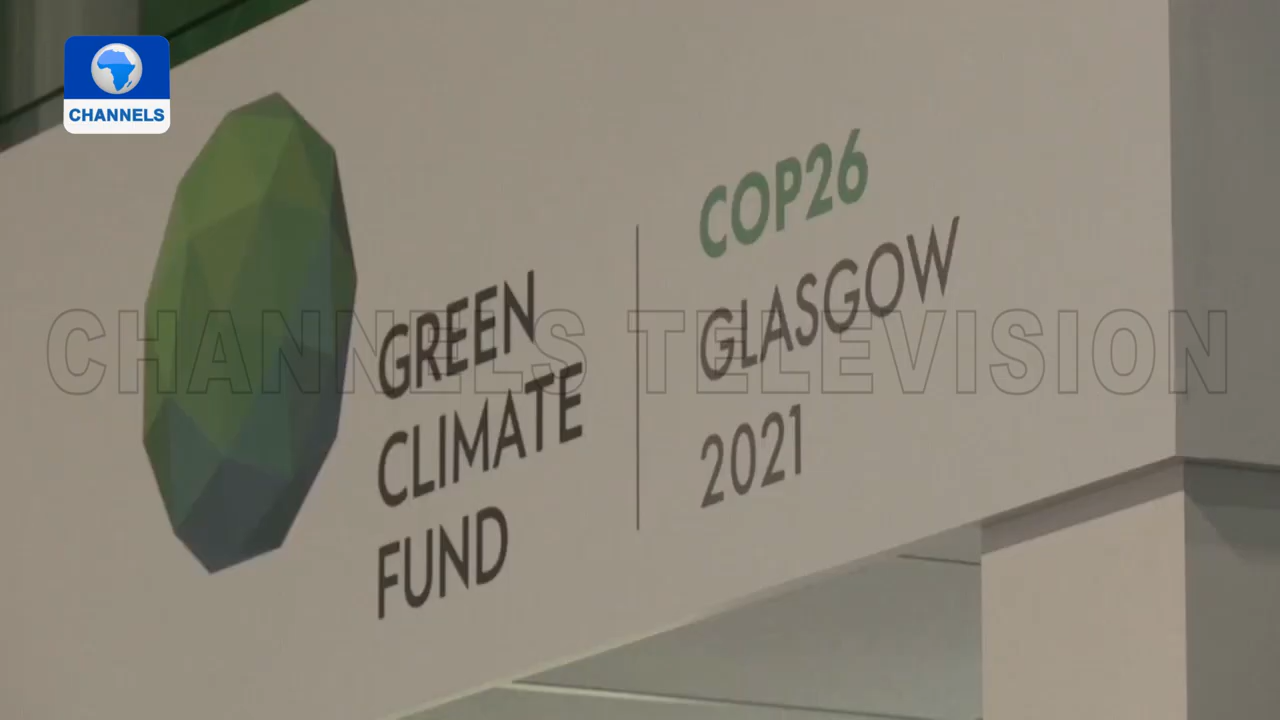 CHANNELS
GREEN
CLIMATE
FUND
COP26
GLASGOW
2021
CHANNELS TELEVISION